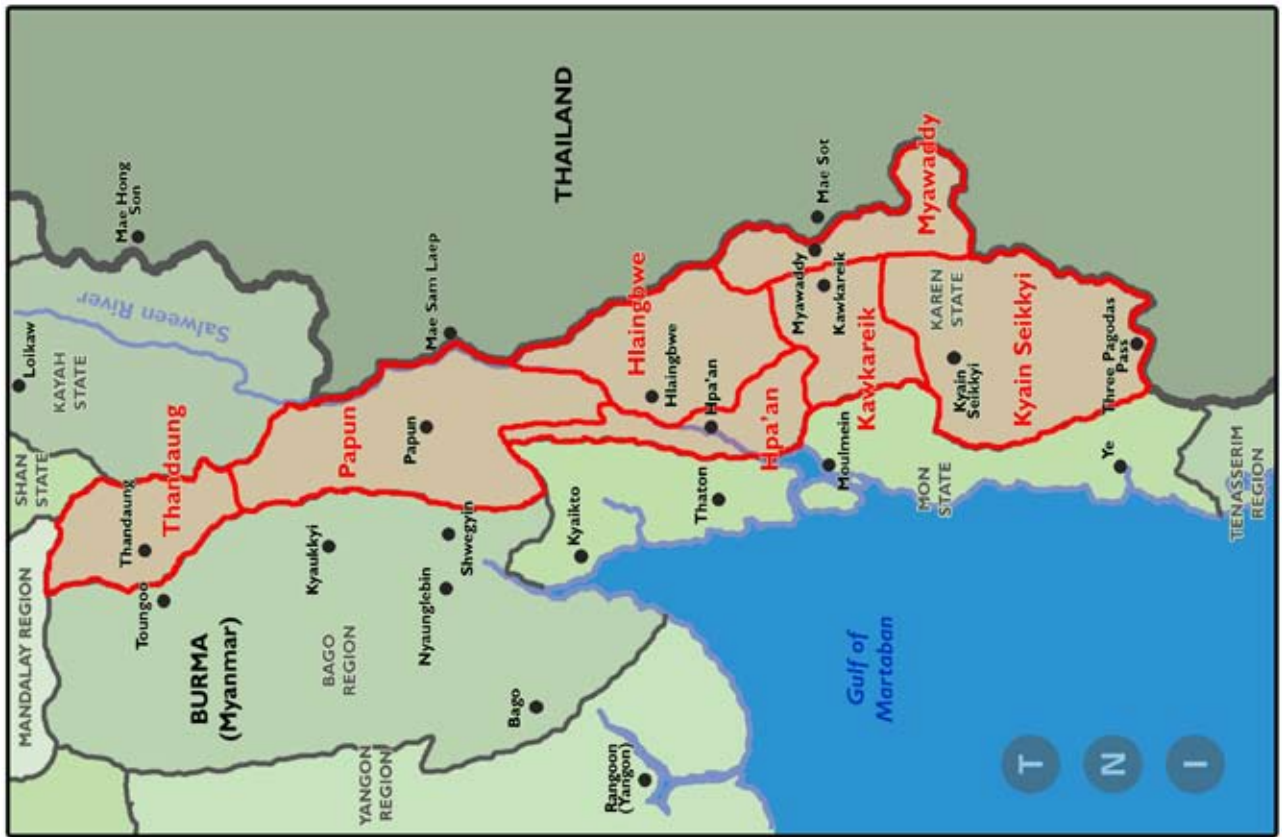 MANDALAY REGION
SHAN
STATE
KAYAH
STATE
Loikaw
Mae Hong
Son
Salween River
Thandaung
Thandaung
Toungoo
BURMA
(Myanmar)
BAGO
REGION
Kyaukkyi
Papun
Papun
Mae Sam Laep
THAILAND
Nyaunglebin
Shwegyin
Bago
YANGON
REGION
Rangoon
(Yangon)
Kyaikto
Thaton
Hlaingbwe
Hlaingbwe
Hpa'an
Hpa'an
Myawaddy
Mae Sot
Myawaddy
Kawkareik
Kawkareik
Moulmein
MON
STATE
KAREN
STATE
Kyain
Seikkyi
Kyain Seikkyi
Three Pagodas
Pass
Ye
TENASSERIM
REGION
Gulf of
Martaban
T
N
I